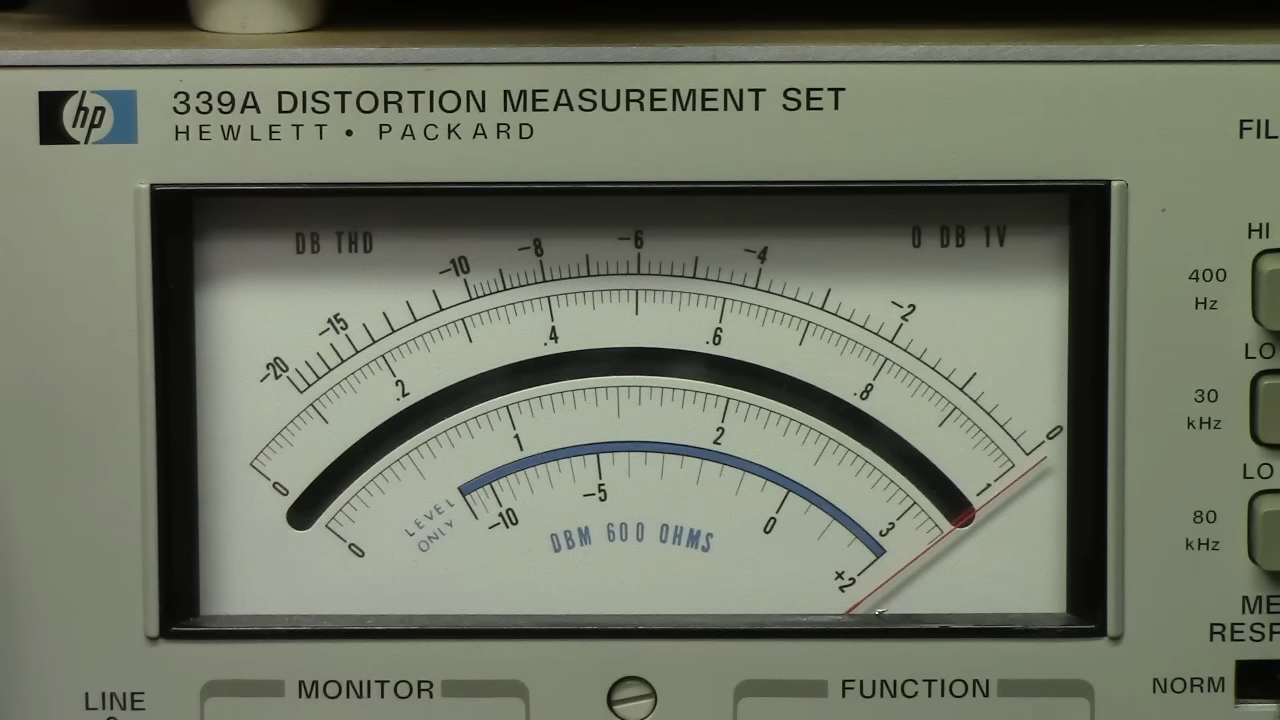 hp
339A DISTORTION MEASUREMENT SET
HEWLETT • PACKARD
FIL
DB THD
0 DB 1V
-20 -15 -10 -8 -6 -4 -2 0
0 .2 .4 .6 .8 1
0 1 2 3
LEVEL
ONLY
-10 -5 0 +2
DBM 600 OHMS
HI
400
Hz
LO
30
kHz
LO
80
kHz
ME
RESP
NORM
LINE
MONITOR
FUNCTION